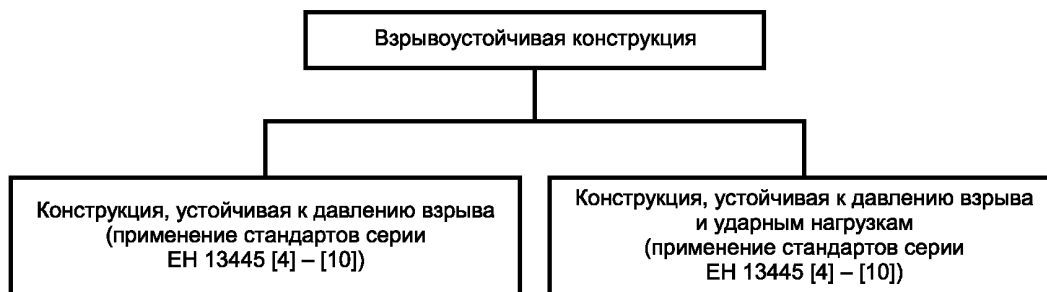 Взрывоустойчивая конструкция
Конструкция, устойчивая к давлению взрыва
(применение стандартов серии
ЕН 13445 [4] – [10])
Конструкция, устойчивая к давлению взрыва
и ударным нагрузкам
(применение стандартов серии
ЕН 13445 [4] – [10])